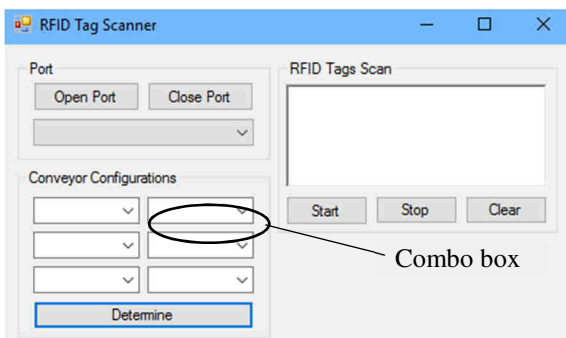 RFID Tag Scanner
Port
Open Port Close Port
Conveyor Configurations
Determine
RFID Tags Scan
Start Stop Clear
Combo box